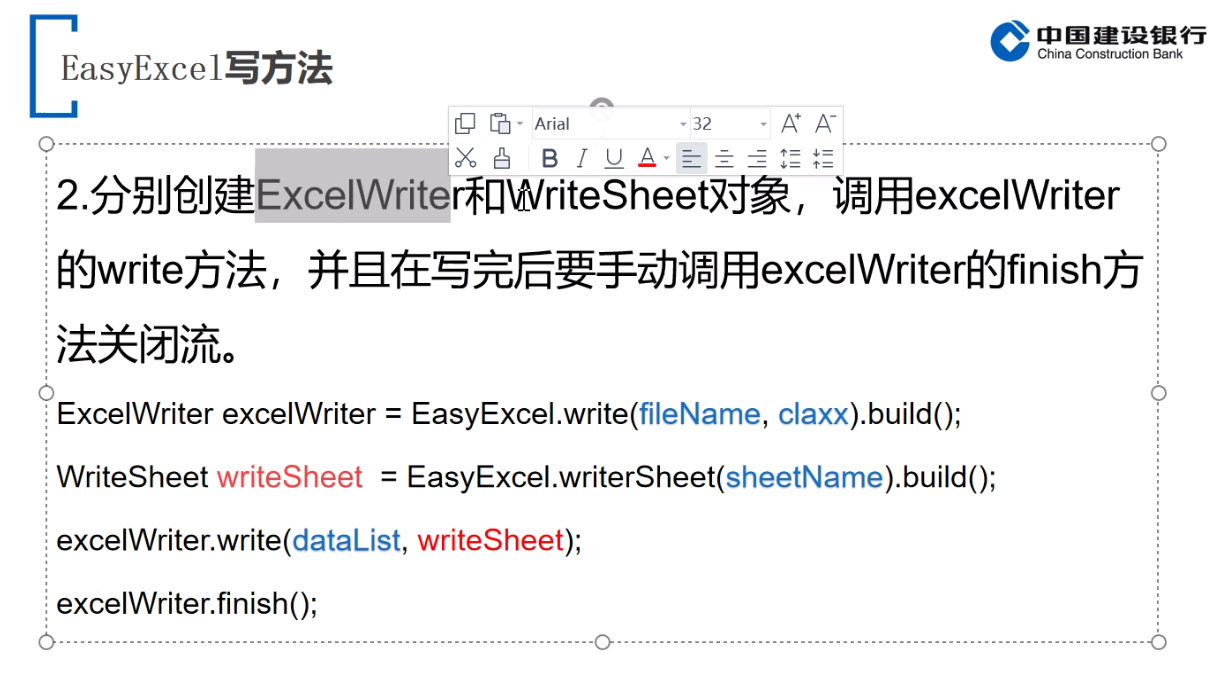 EasyExcel写方法
中国建设银行
China Construction Bank
Arial 32 A+ A-
B I U A
2.分别创建ExcelWriter和WriteSheet对象，调用excelWriter
的write方法，并且在写完后要手动调用excelWriter的finish方
法关闭流。
ExcelWriter excelWriter = EasyExcel.write(fileName, claxx).build();
WriteSheet writeSheet = EasyExcel.writerSheet(sheetName).build();
excelWriter.write(dataList, writeSheet);
excelWriter.finish();